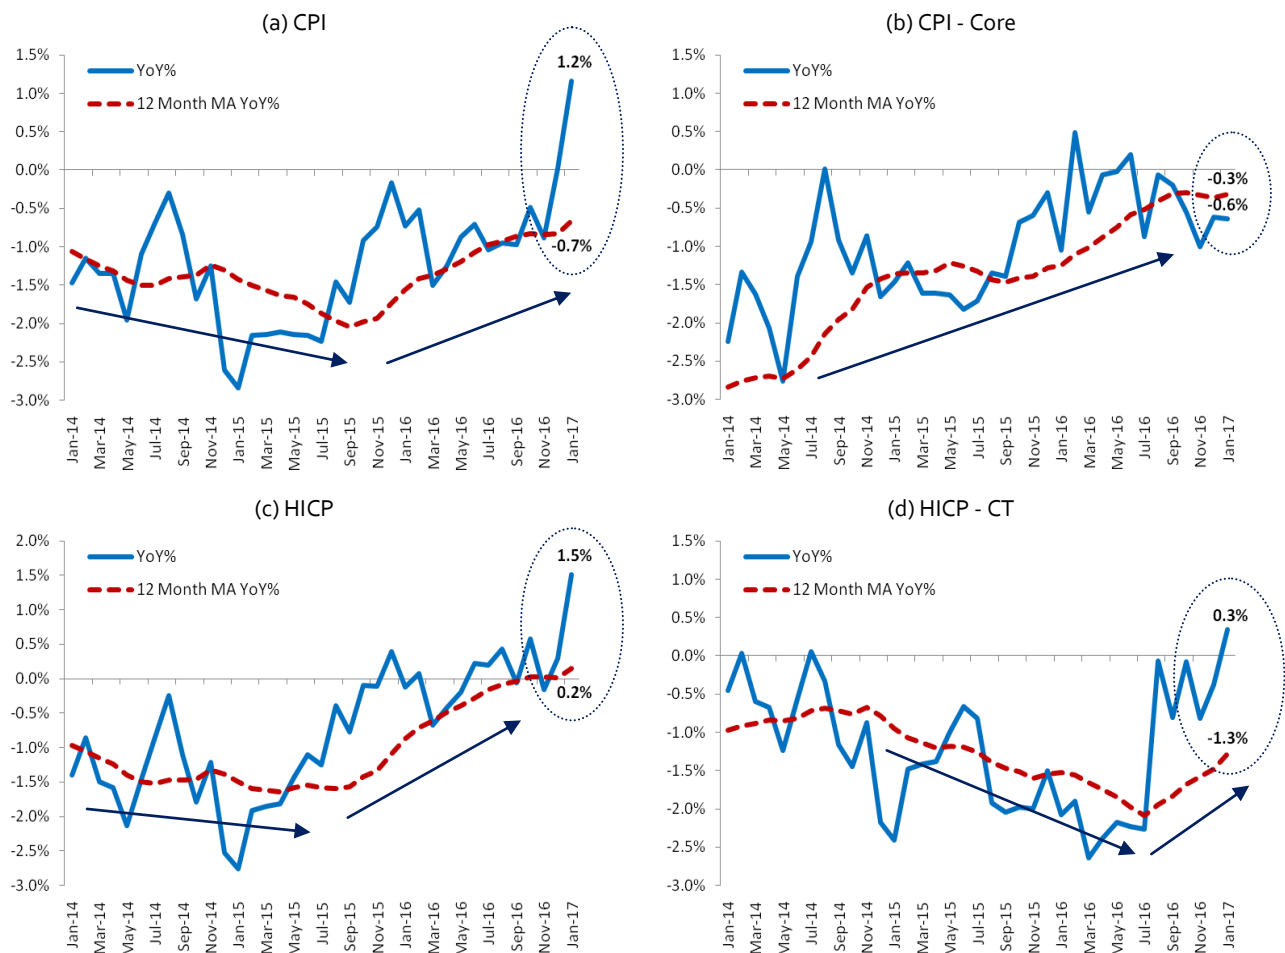 (a) CPI
1.5%
1.0%
0.5%
0.0%
-0.5%
-1.0%
-1.5%
-2.0%
-2.5%
-3.0%
YoY%
12 Month MA YoY%
1.2%
-0.7%
Jan-14
Mar-14
May-14
Jul-14
Sep-14
Nov-14
Jan-15
Mar-15
May-15
Jul-15
Sep-15
Nov-15
Jan-16
Mar-16
May-16
Jul-16
Sep-16
Nov-16
Jan-17
(b) CPI - Core
1.5%
1.0%
0.5%
0.0%
-0.5%
-1.0%
-1.5%
-2.0%
-2.5%
-3.0%
YoY%
12 Month MA YoY%
-0.3%
-0.6%
Jan-14
Mar-14
May-14
Jul-14
Sep-14
Nov-14
Jan-15
Mar-15
May-15
Jul-15
Sep-15
Nov-15
Jan-16
Mar-16
May-16
Jul-16
Sep-16
Nov-16
Jan-17
(c) HICP
2.0%
1.5%
1.0%
0.5%
0.0%
-0.5%
-1.0%
-1.5%
-2.0%
-2.5%
-3.0%
YoY%
12 Month MA YoY%
1.5%
0.2%
Jan-14
Mar-14
May-14
Jul-14
Sep-14
Nov-14
Jan-15
Mar-15
May-15
Jul-15
Sep-15
Nov-15
Jan-16
Mar-16
May-16
Jul-16
Sep-16
Nov-16
Jan-17
(d) HICP - CT
1.5%
1.0%
0.5%
0.0%
-0.5%
-1.0%
-1.5%
-2.0%
-2.5%
-3.0%
YoY%
12 Month MA YoY%
0.3%
-1.3%
Jan-14
Mar-14
May-14
Jul-14
Sep-14
Nov-14
Jan-15
Mar-15
May-15
Jul-15
Sep-15
Nov-15
Jan-16
Mar-16
May-16
Jul-16
Sep-16
Nov-16
Jan-17